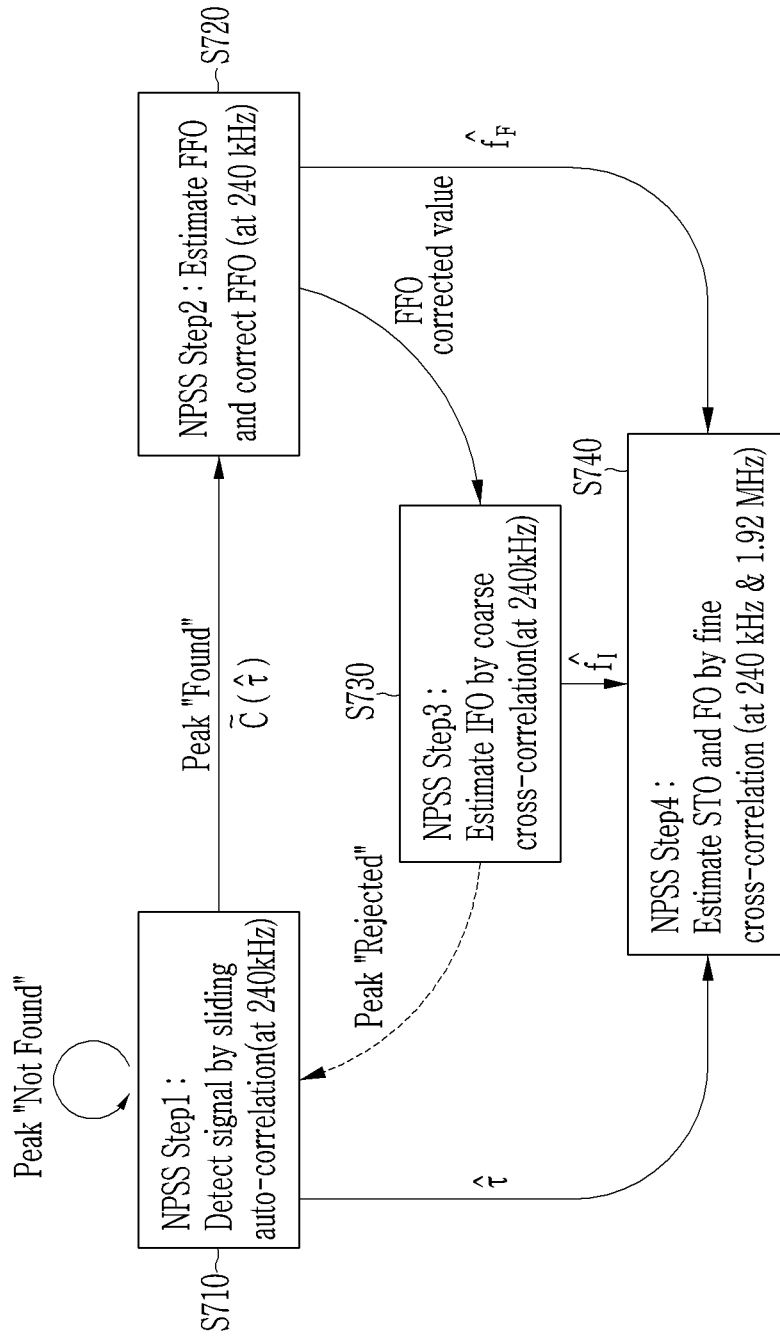 Peak "Not Found"
S710
NPSS Step1 :
Detect signal by sliding
auto-correlation(at 240kHz)
Peak "Found"
C̃ (τ̂)
S720
NPSS Step2 : Estimate FFO
and correct FFO (at 240 kHz)
Peak "Rejected"
S730
NPSS Step3 :
Estimate IFO by coarse
cross-correlation(at 240kHz)
FFO
corrected value
τ̂
f̂I
f̂F
S740
NPSS Step4 :
Estimate STO and FO by fine
cross-correlation (at 240 kHz & 1.92 MHz)